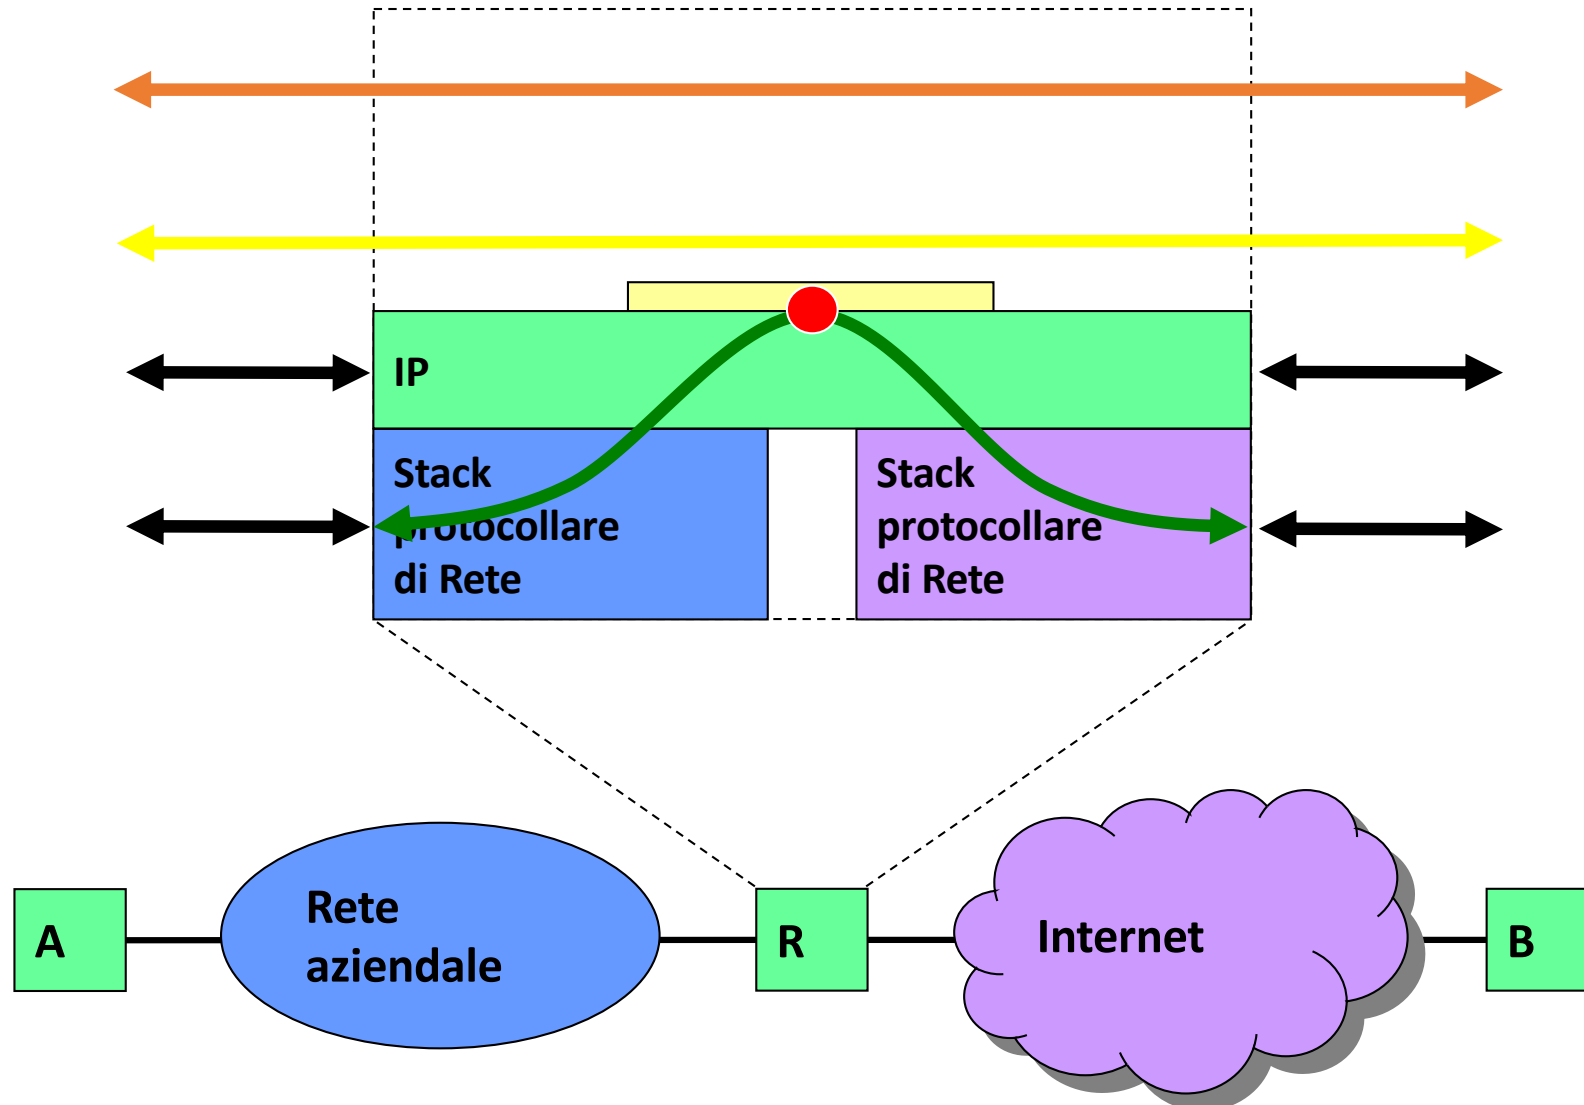 IP
Stack
protocollare
di Rete
Stack
protocollare
di Rete
A
Rete
aziendale
R
Internet
B